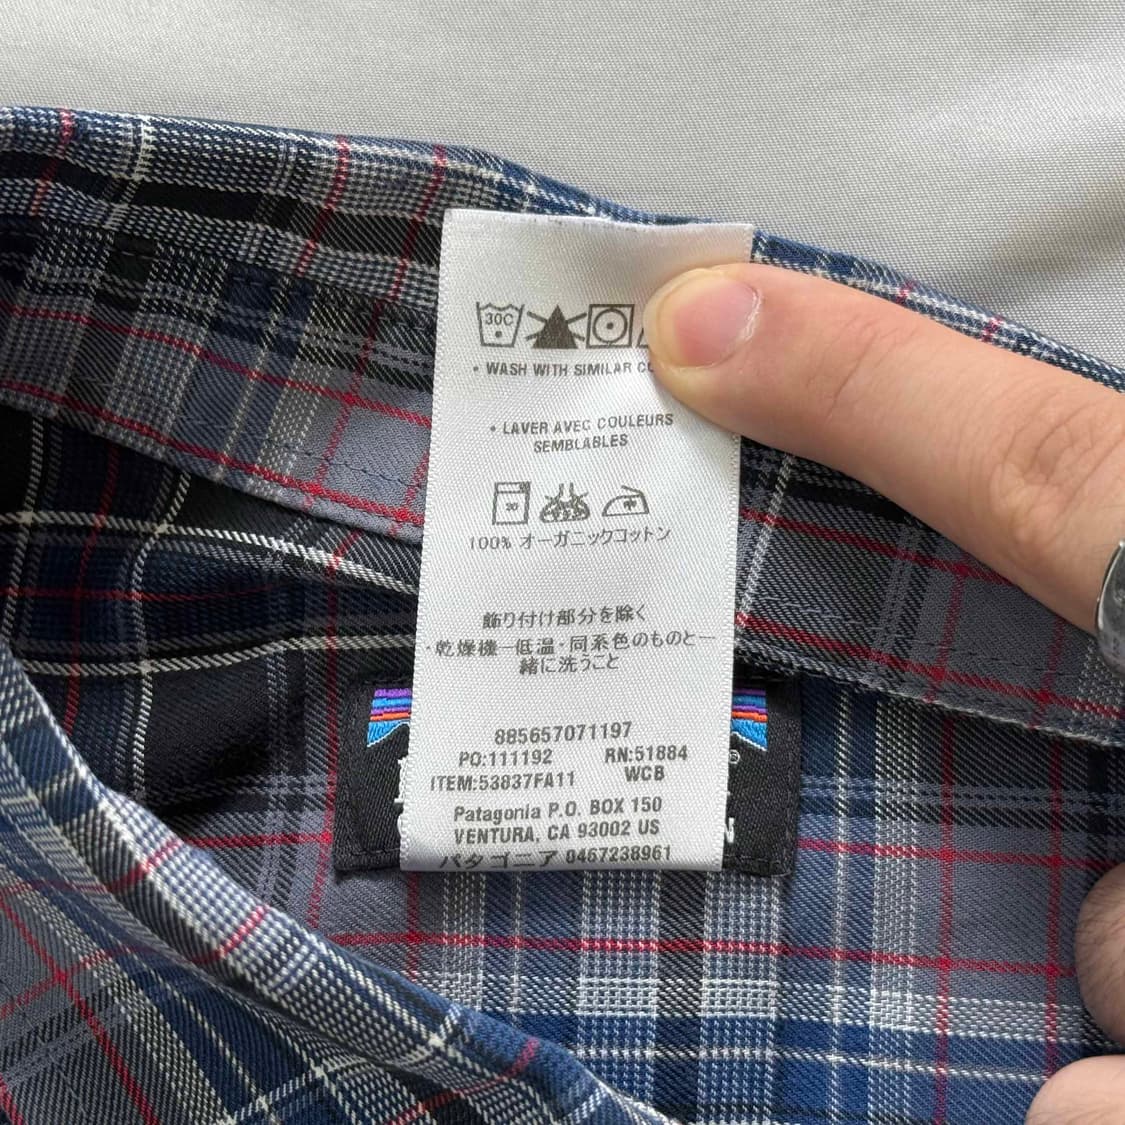 30C
• WASH WITH SIMILAR
• LAVER AVEC COULEURS
SEMBLABLES
30
100% オーガニックコットン
飾り付け部分を除く
・乾燥機ー低温・同系色のものと一
緒に洗うこと
885657071197
PO:111192 RN:51884
ITEM:53837FA11 WCB
Patagonia P.O. BOX 150
VENTURA, CA 93002 US
パタゴニア 0467238961